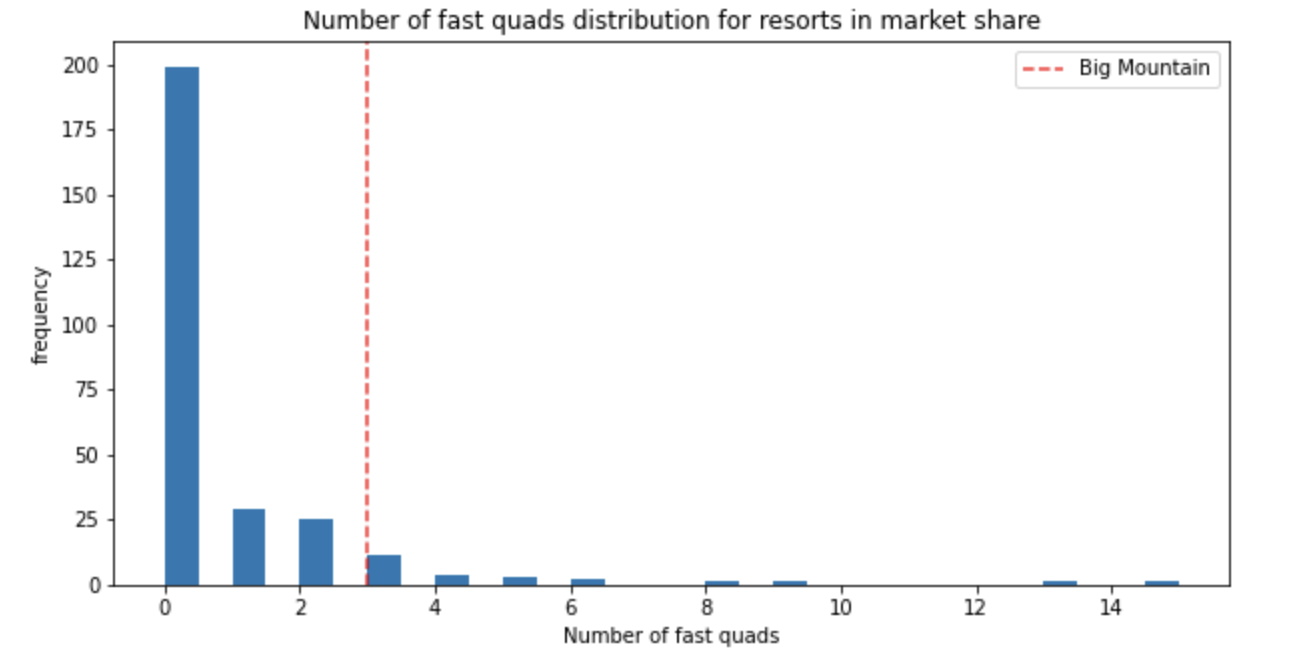 Number of fast quads distribution for resorts in market share
Big Mountain
200
175
150
125
100
75
50
25
0
frequency
0 2 4 6 8 10 12 14
Number of fast quads